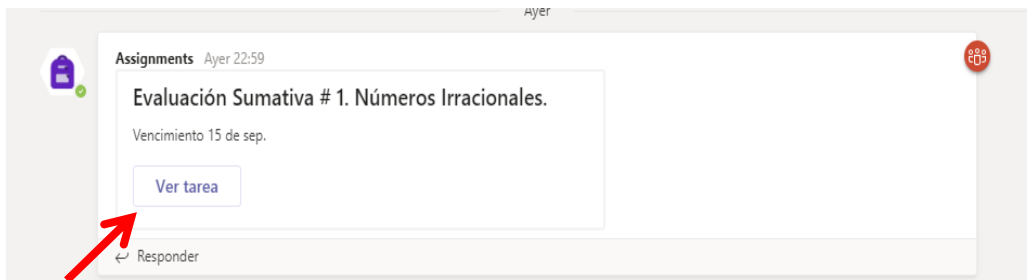 Ayer
Assignments Ayer 22:59
Evaluación Sumativa # 1. Números Irracionales.
Vencimiento 15 de sep.
Ver tarea
Responder